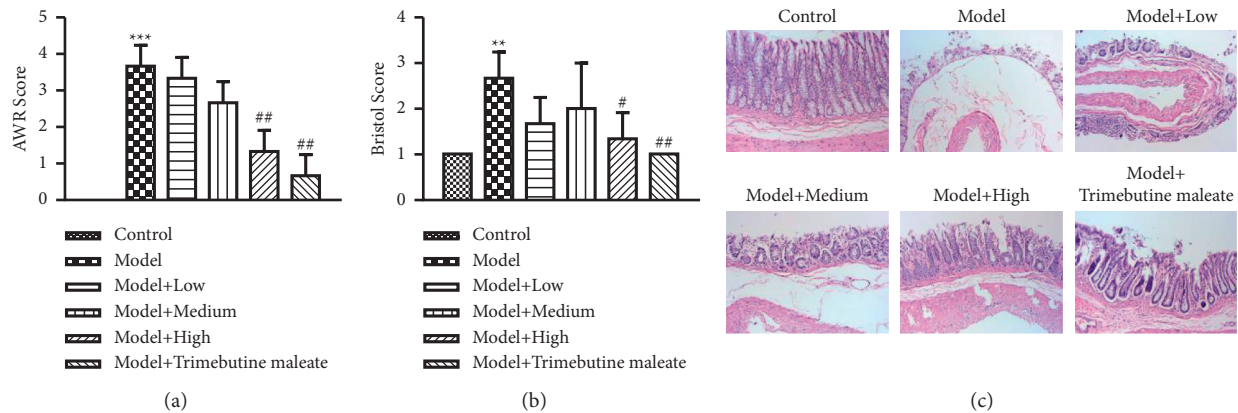 5
4
3
2
1
0
AWR Score
***
##
##
Control
Model
Model+Low
Model+Medium
Model+High
Model+Trimebutine maleate
(a)
4
3
2
1
0
Bristol Score
**
#
##
Control
Model
Model+Low
Model+Medium
Model+High
Model+Trimebutine maleate
(b)
Control
Model
Model+Low
Model+Medium
Model+High
Model+
Trimebutine maleate
(c)